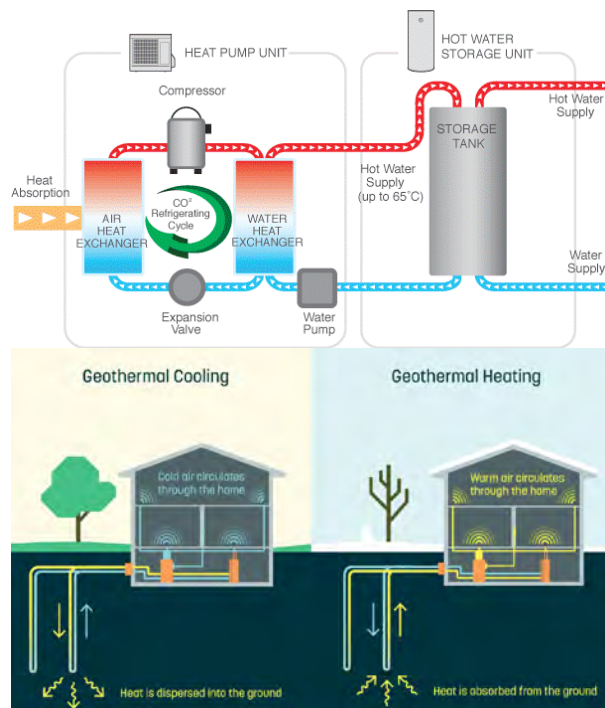 HEAT PUMP UNIT
HOT WATER
STORAGE UNIT
Compressor
Hot Water
Supply
STORAGE
TANK
Heat
Absorption
Hot Water
Supply
(up to 65°C)
CO²
Refrigerating
Cycle
AIR
HEAT
EXCHANGER
WATER
HEAT
EXCHANGER
Water
Supply
Expansion
Valve
Water
Pump
Geothermal Cooling
Geothermal Heating
Cold air circulates
through the home
Warm air circulates
through the home
Heat is dispersed into the ground
Heat is absorbed from the ground